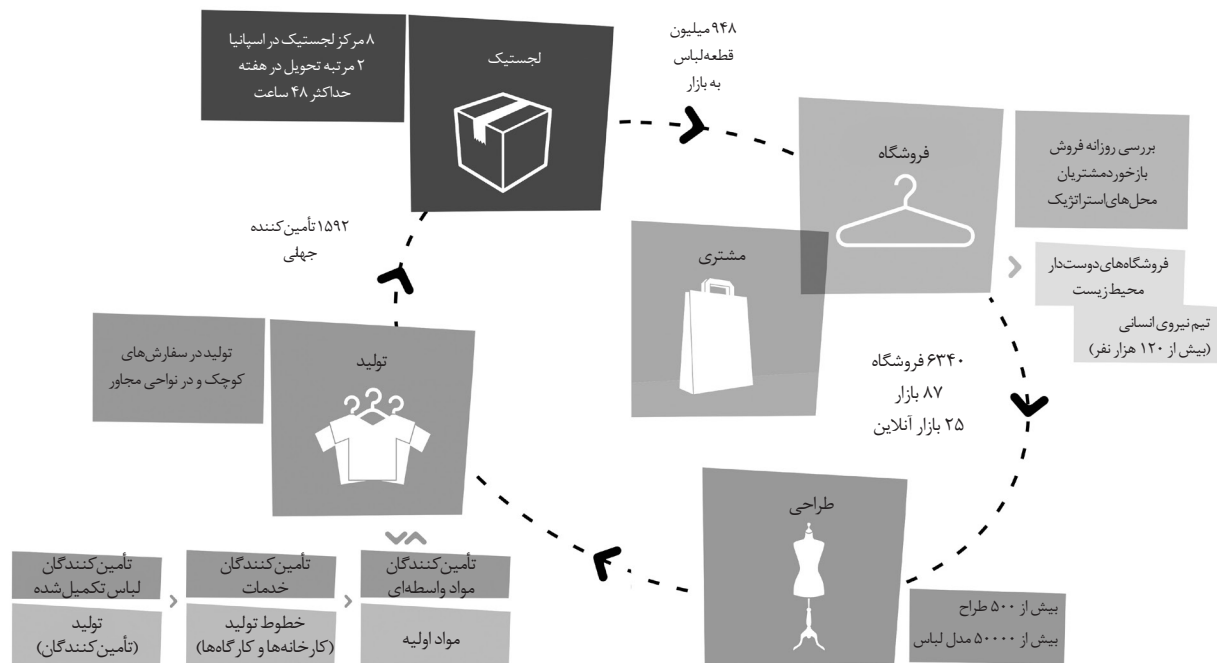 ۸ مرکز لجستیک در اسپانیا
۲ مرتبه تحویل در هفته
حداکثر ۴۸ ساعت
لجستیک
۹۴۸ میلیون
قطعه لباس
به بازار
فروشگاه
بررسی روزانه فروش
بازخورد مشتریان
محل‌های استراتژیک
فروشگاه‌های دوست‌دار
محیط زیست
تیم نیروی انسانی
(بیش از ۱۲۰ هزار نفر)
مشتری
۶۳۴۰ فروشگاه
۸۷ بازار
۲۵ بازار آنلاین
۱۵۹۲ تأمین‌کننده
جهانی
تولید
تولید در سفارش‌های
کوچک و در نواحی مجاور
طراحی
بیش از ۵۰۰ طراح
بیش از ۵۰۰۰۰ مدل لباس
تأمین‌کنندگان
مواد واسطه‌ای
مواد اولیه
تأمین‌کنندگان
خدمات
خطوط تولید
(کارخانه‌ها و کارگاه‌ها)
تأمین‌کنندگان
لباس تکمیل‌شده
تولید
(تأمین‌کنندگان)